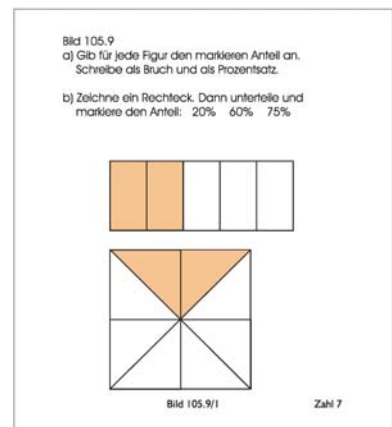 Bild 105.9
a) Gib für jede Figur den markieren Anteil an.
Schreibe als Bruch und als Prozentsatz.
b) Zeichne ein Rechteck. Dann unterteile und
markiere den Anteil: 20% 60% 75%
Bild 105.9/1 Zahl 7